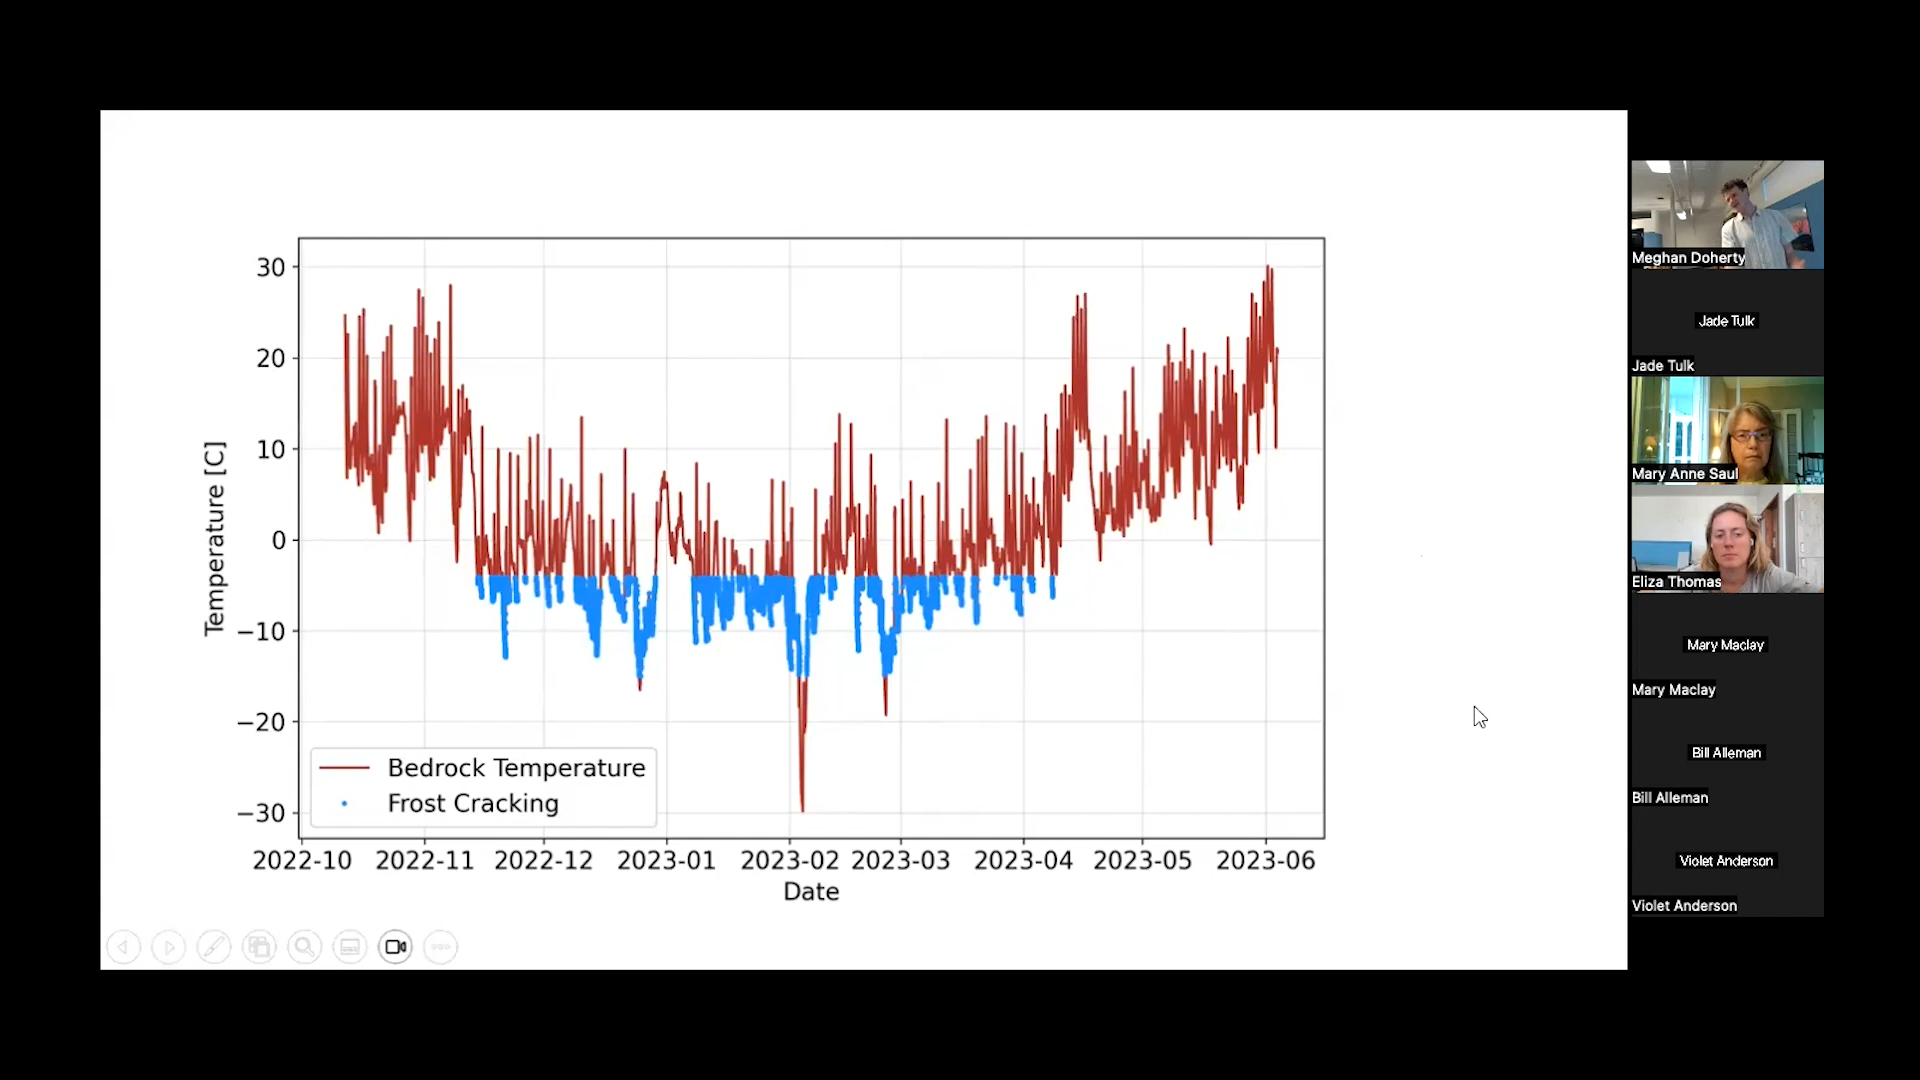 30
20
10
0
−10
−20
−30
Temperature [C]
Bedrock Temperature
Frost Cracking
2022-10 2022-11 2022-12 2023-01 2023-02 2023-03 2023-04 2023-05 2023-06
Date
Meghan Doherty
Jade Tulk
Jade Tulk
Mary Anne Saul
Eliza Thomas
Mary Maclay
Mary Maclay
Bill Alleman
Bill Alleman
Violet Anderson
Violet Anderson